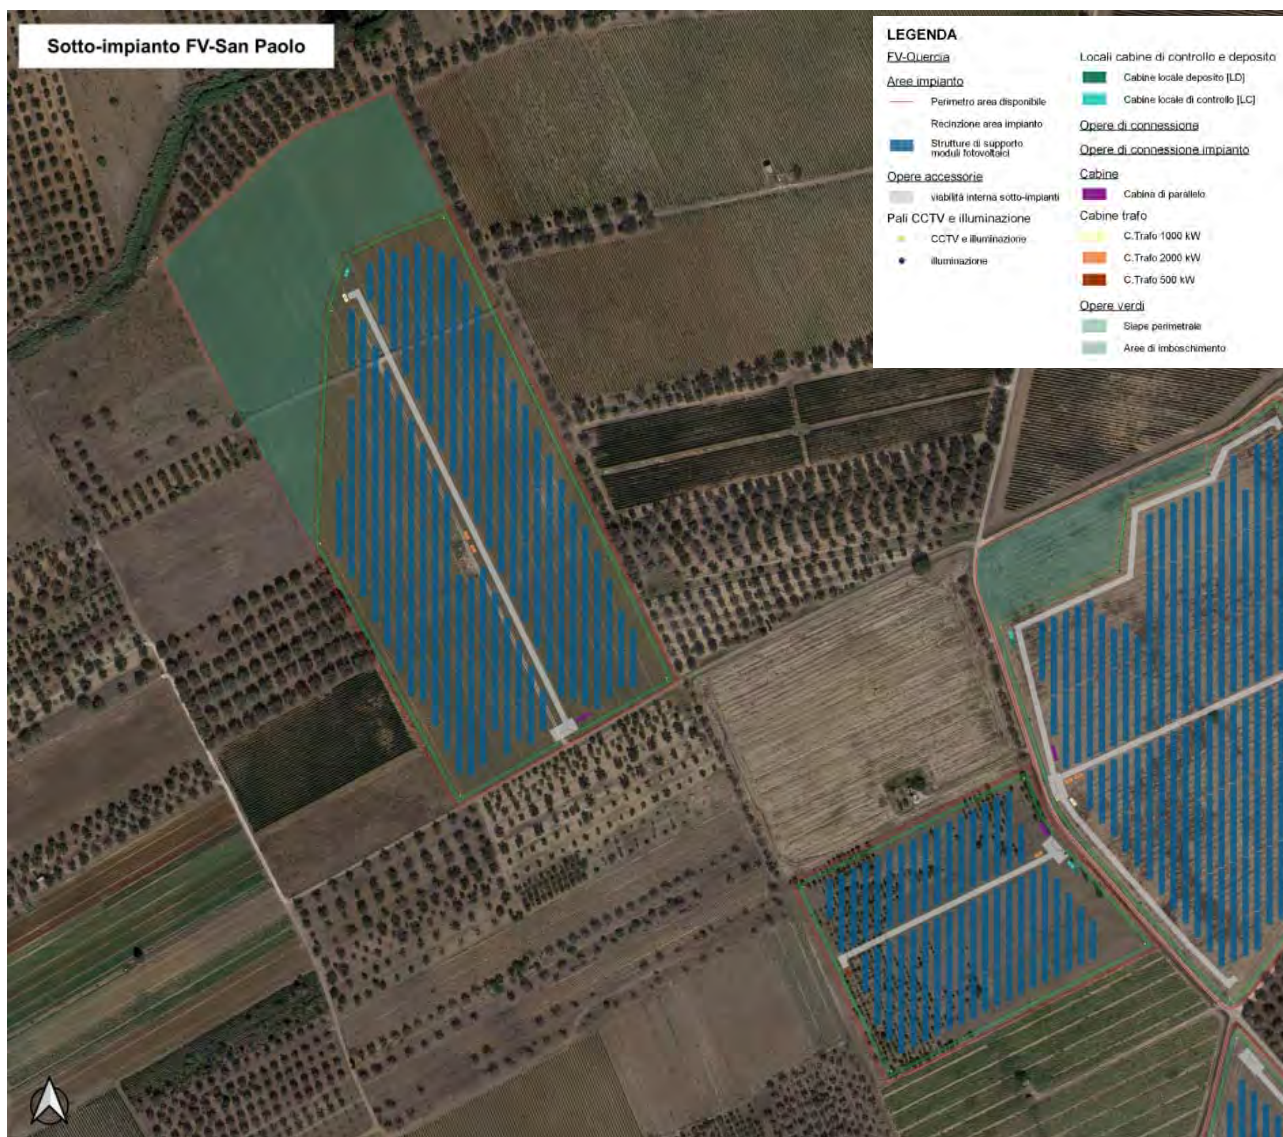 Sotto-impianto FV-San Paolo
LEGENDA
FV-Quercia
Aree impianto
Perimetro area disponibile
Recinzione area impianto
Strutture di supporto
moduli fotovoltaici
Opere accessorie
viabilità interna sotto-impianti
Pali CCTV e illuminazione
CCTV e illuminazione
illuminazione
Locali cabine di controllo e deposito
Cabine locale deposito [LD]
Cabine locale di controllo [LC]
Opere di connessione
Opere di connessione impianto
Cabine
Cabina di parallelo
Cabine trafo
C.Trafo 1000 kW
C.Trafo 2000 kW
C.Trafo 500 kW
Opere verdi
Siepe perimetrale
Aree di imboschimento